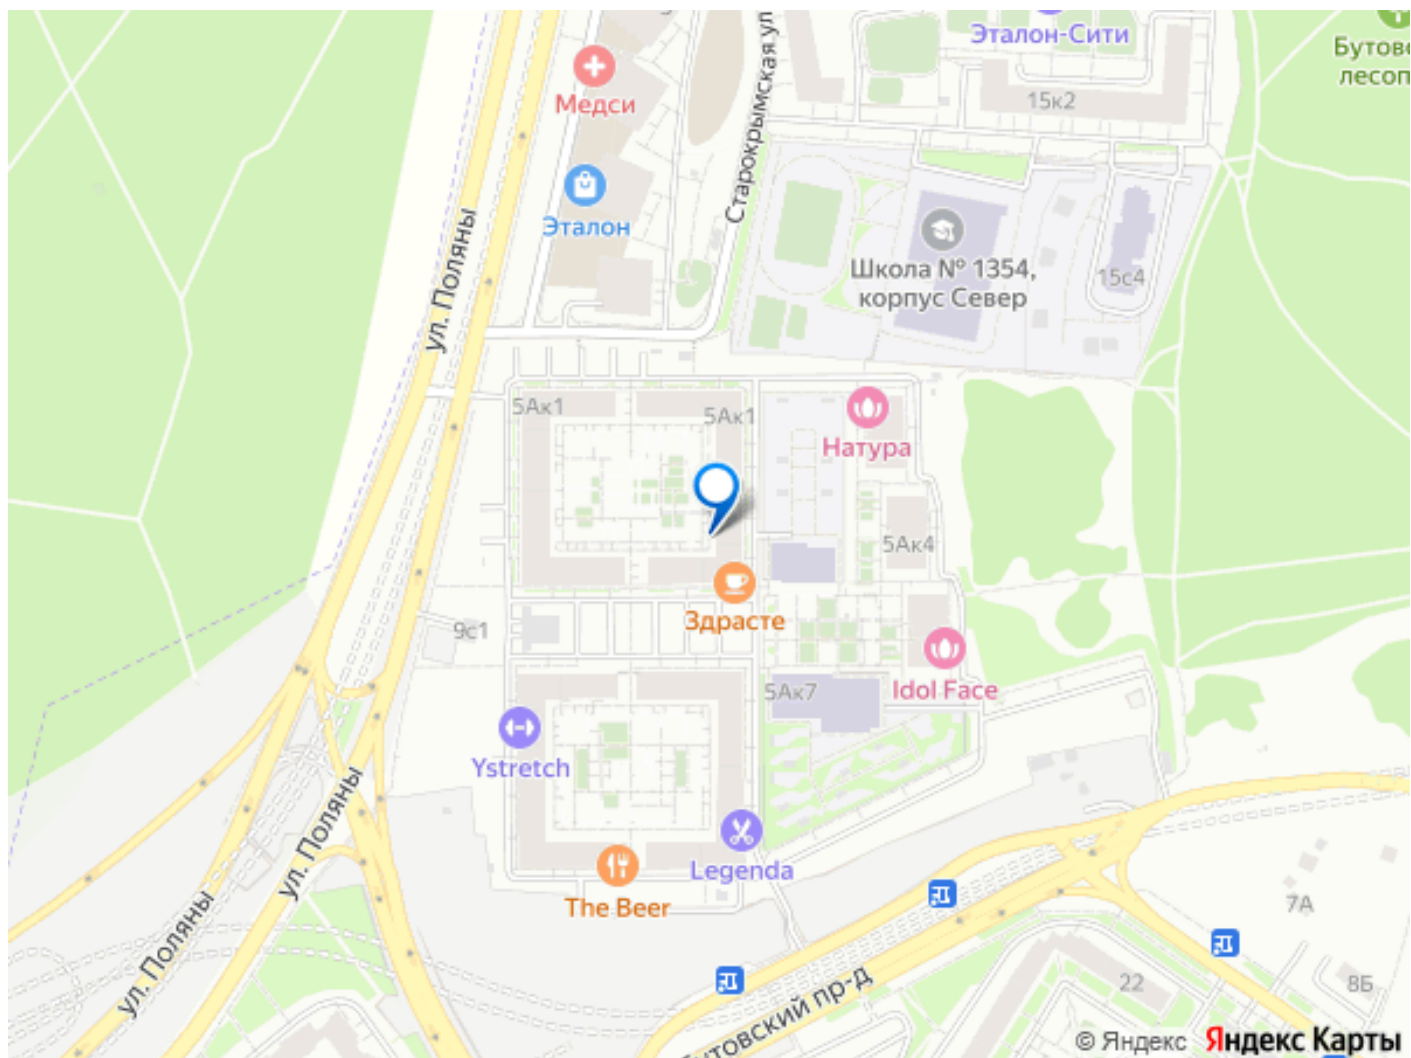 Эталон-Сити
Бутово
лесоп
Медси
15к2
Старокрымская ул
Эталон
ул. Поляны
Школа № 1354,
корпус Север
15с4
5Ак1
5Ак1
Натура
5Ак4
Здрасте
9с1
Idol Face
5Ак7
Ystretch
ул. Поляны
Legenda
The Beer
7А
ул. Поляны
22
8Б
Бутовский пр-д
© Яндекс Яндекс Карты